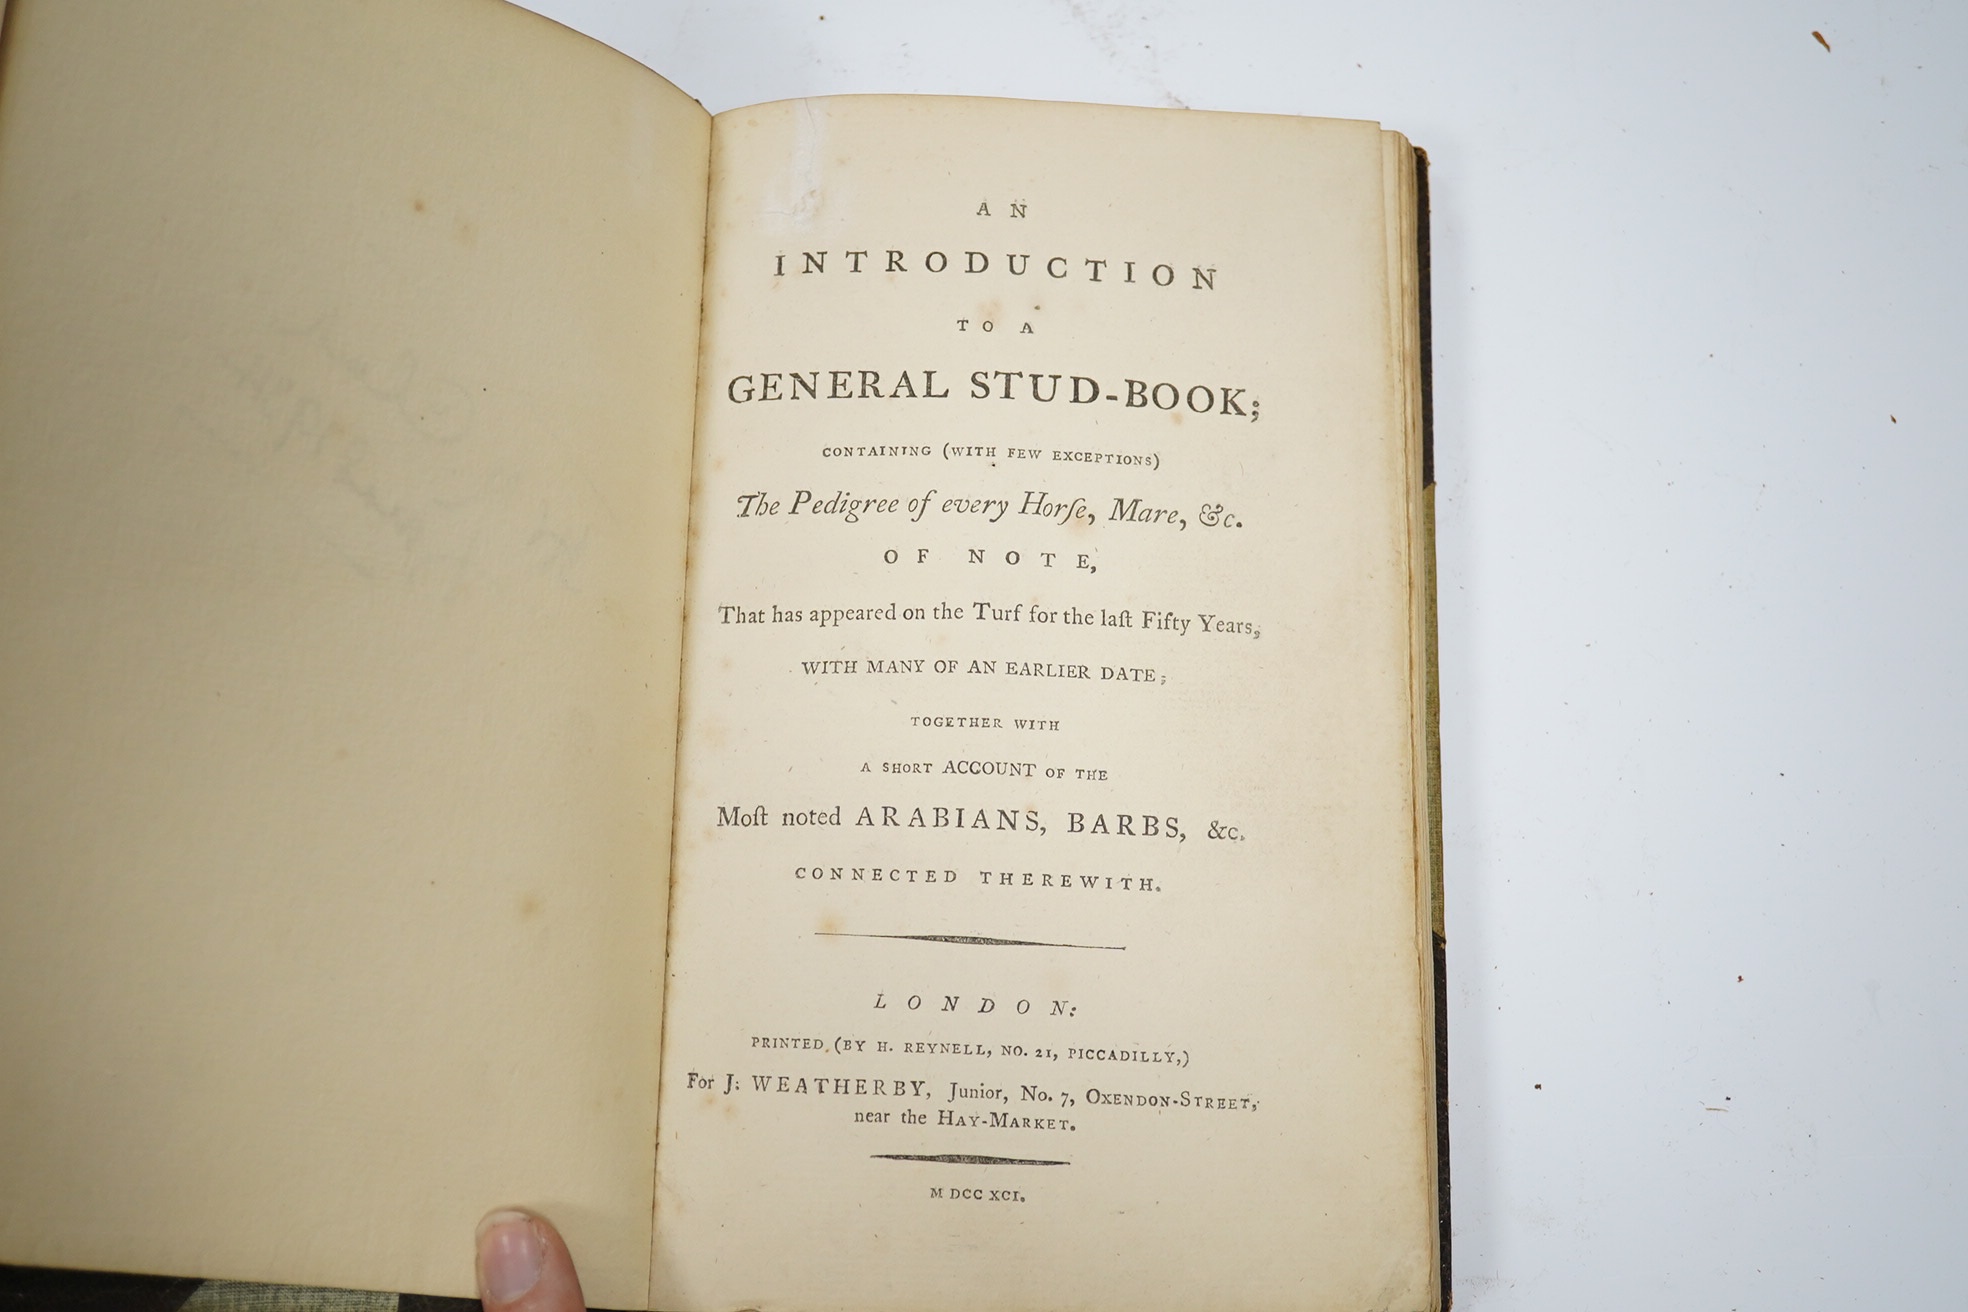 AN
INTRODUCTION
TO A
GENERAL STUD-BOOK;
CONTAINING (WITH FEW EXCEPTIONS)
The Pedigree of every Horſe, Mare, &c.
OF NOTE,
That has appeared on the Turf for the laſt Fifty Years,
WITH MANY OF AN EARLIER DATE;
TOGETHER WITH
A SHORT ACCOUNT OF THE
Moſt noted ARABIANS, BARBS, &c.
CONNECTED THEREWITH.
LONDON:
PRINTED (BY H. REYNELL, NO. 21, PICCADILLY,)
For J. WEATHERBY, Junior, No. 7, OXENDON-STREET,
near the HAY-MARKET.
M DCC XCI.